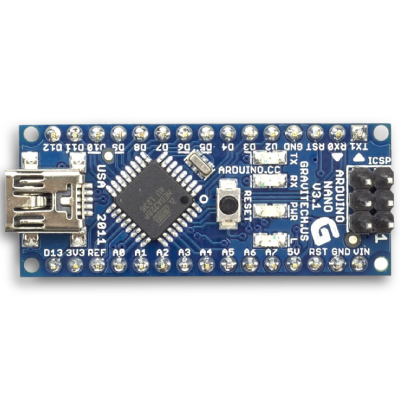 D12 D11 D10 D9 D8 D7 D6 D5 D4 D3 D2 GND RST RX0 TX1
TX
RX
PWR
L
ARDUINO.CC
RESET
USA
2011
GRAVITECH.US
ARDUINO
NANO
V3.1
ICSP
1
G
D13 3V3 REF A0 A1 A2 A3 A4 A5 A6 A7 5V RST GND VIN